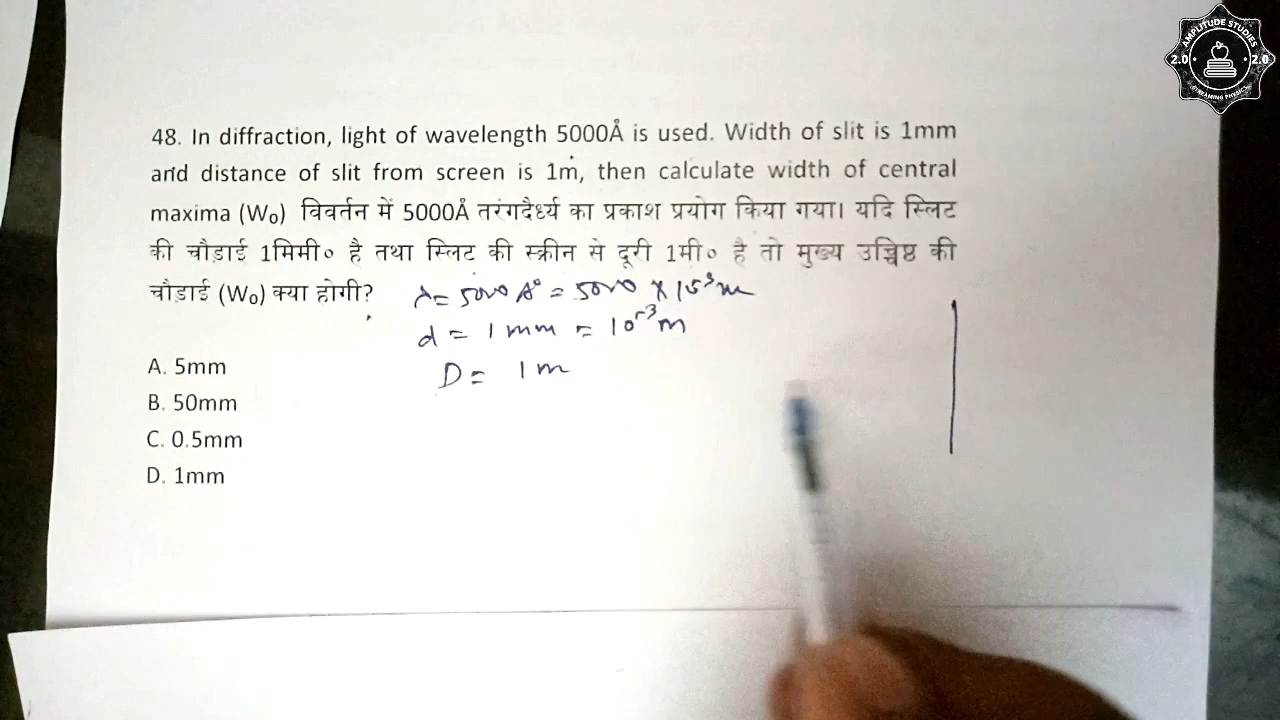 AMPLITUDE STUDIES
2.0 2.0
STREAMING PHYSICS
48. In diffraction, light of wavelength 5000Å is used. Width of slit is 1mm
and distance of slit from screen is 1m, then calculate width of central
maxima (W₀) विवर्तन में 5000Å तरंगदैर्ध्य का प्रकाश प्रयोग किया गया। यदि स्लिट
की चौड़ाई 1मिमी० है तथा स्लिट की स्क्रीन से दूरी 1मी० है तो मुख्य उच्चिष्ठ की
चौड़ाई (W₀) क्या होगी?
λ = 5000 A° = 5000 × 10
d = 1 mm = 10⁻³ m
D = 1 m
A. 5mm
B. 50mm
C. 0.5mm
D. 1mm